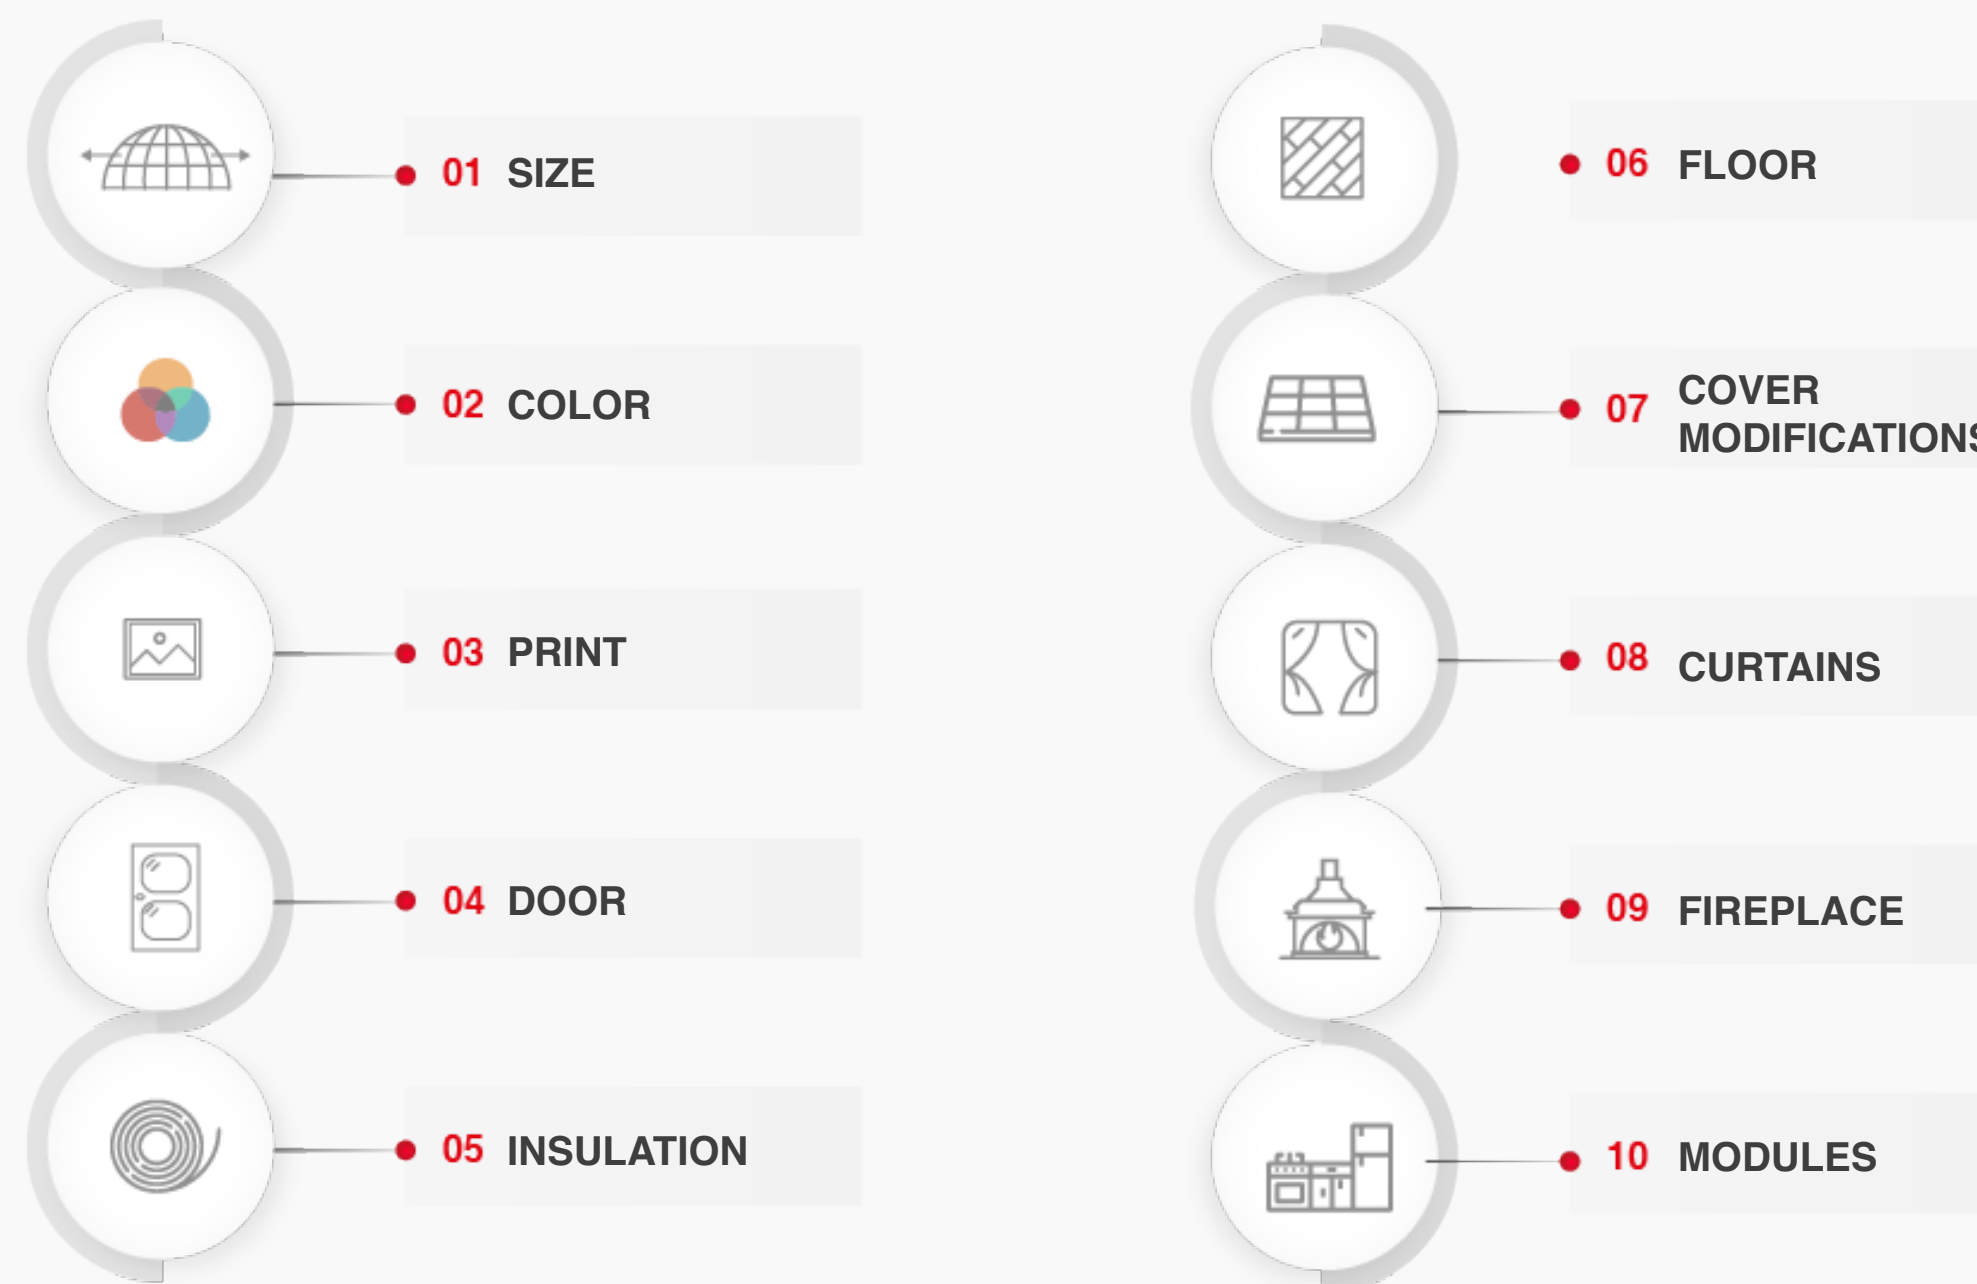 01 SIZE
02 COLOR
03 PRINT
04 DOOR
05 INSULATION
06 FLOOR
07 COVER
MODIFICATIONS
08 CURTAINS
09 FIREPLACE
10 MODULES